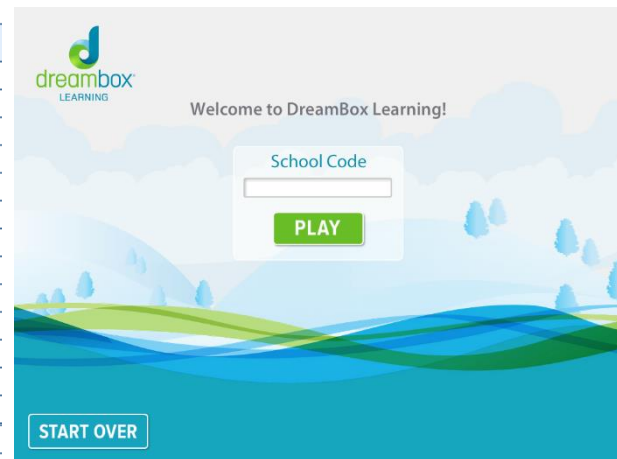 dreambox
LEARNING
Welcome to DreamBox Learning!
School Code
PLAY
START OVER